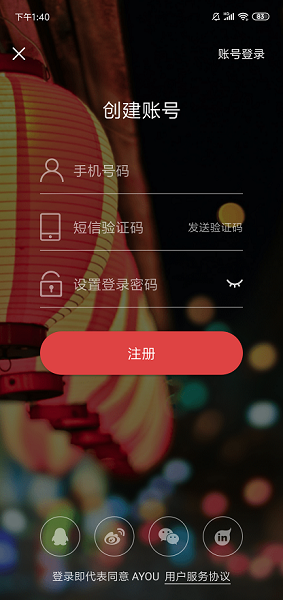 下午1:40
83
账号登录
创建账号
手机号码
短信验证码 发送验证码
设置登录密码
注册
in
登录即代表同意 AYOU 用户服务协议